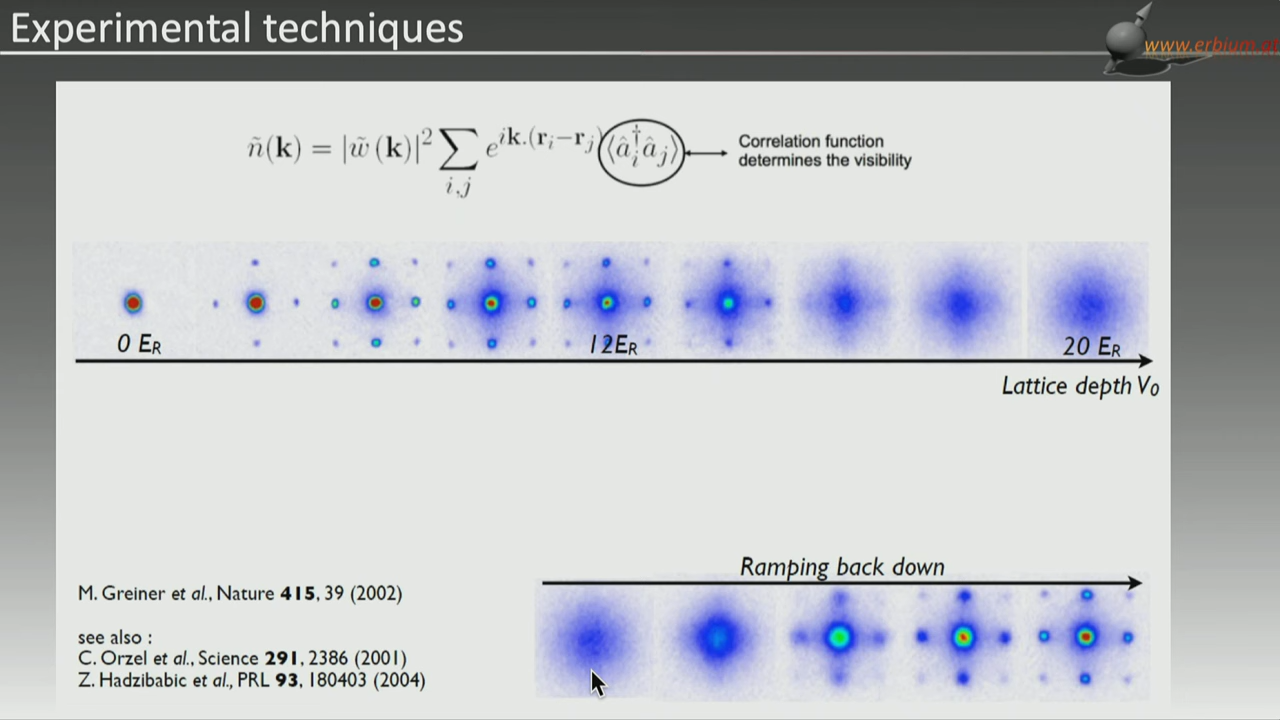 Experimental techniques
www.erbium.at
ñ(k) = |w̃(k)|² ∑_{i,j} e^{ik.(r_i−r_j)} ⟨â_i^† â_j⟩
Correlation function
determines the visibility
0 E_R
12E_R
20 E_R
Lattice depth V_0
Ramping back down
M. Greiner et al., Nature 415, 39 (2002)
see also :
C. Orzel et al., Science 291, 2386 (2001)
Z. Hadzibabic et al., PRL 93, 180403 (2004)